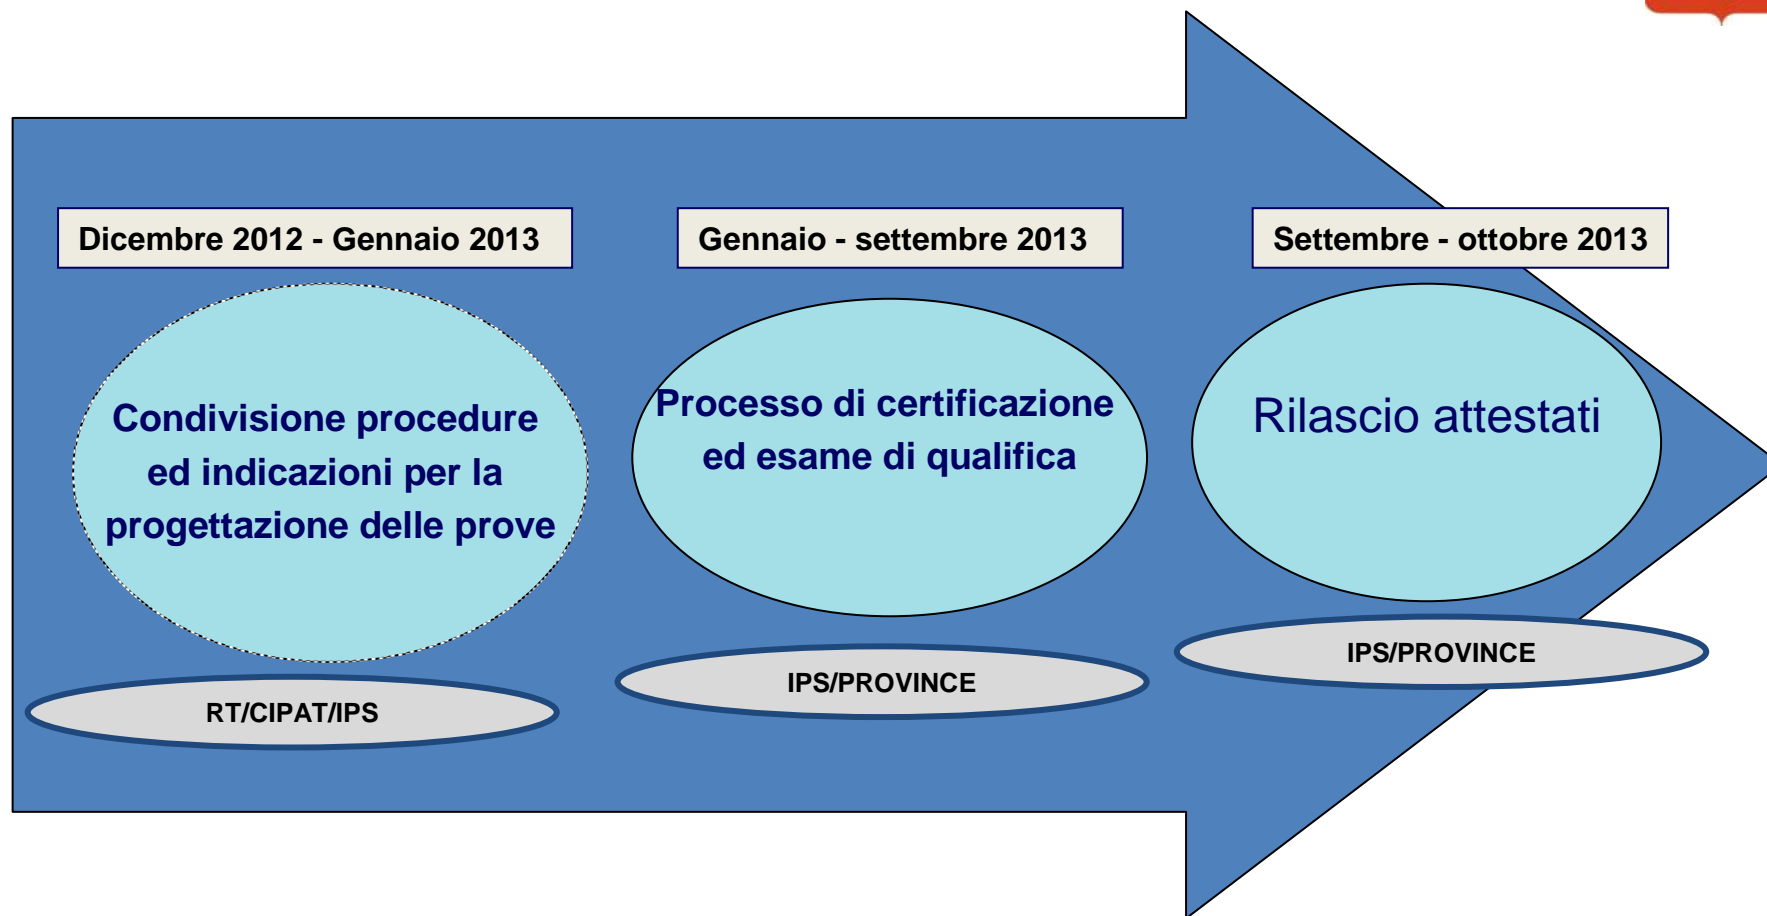 Dicembre 2012 - Gennaio 2013
Gennaio - settembre 2013
Settembre - ottobre 2013
Condivisione procedure
ed indicazioni per la
progettazione delle prove
Processo di certificazione
ed esame di qualifica
Rilascio attestati
RT/CIPAT/IPS
IPS/PROVINCE
IPS/PROVINCE